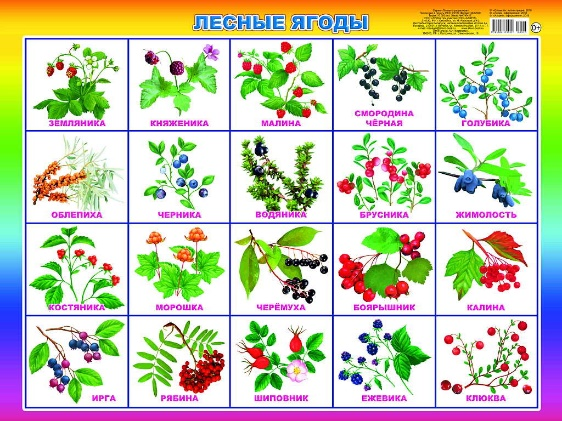 ЛЕСНЫЕ ЯГОДЫ
0+
ЗЕМЛЯНИКА
КНЯЖЕНИКА
МАЛИНА
СМОРОДИНА
ЧЁРНАЯ
ГОЛУБИКА
ОБЛЕПИХА
ЧЕРНИКА
ВОДЯНИКА
БРУСНИКА
ЖИМОЛОСТЬ
КОСТЯНИКА
МОРОШКА
ЧЕРЁМУХА
БОЯРЫШНИК
КАЛИНА
ИРГА
РЯБИНА
ШИПОВНИК
ЕЖЕВИКА
КЛЮКВА